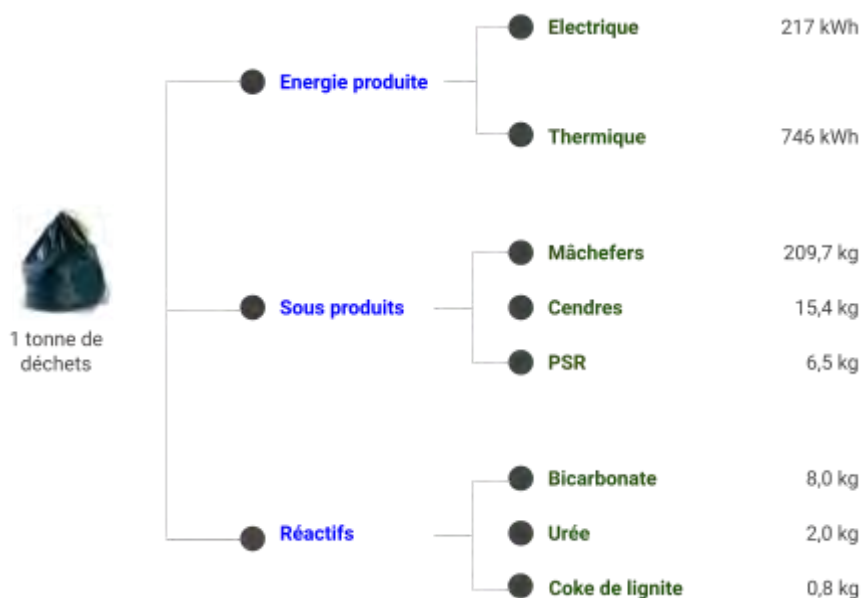 Electrique 217 kWh
Energie produite
Thermique 746 kWh
Mâchefers 209,7 kg
Sous produits
Cendres 15,4 kg
1 tonne de
déchets
PSR 6,5 kg
Bicarbonate 8,0 kg
Réactifs
Urée 2,0 kg
Coke de lignite 0,8 kg